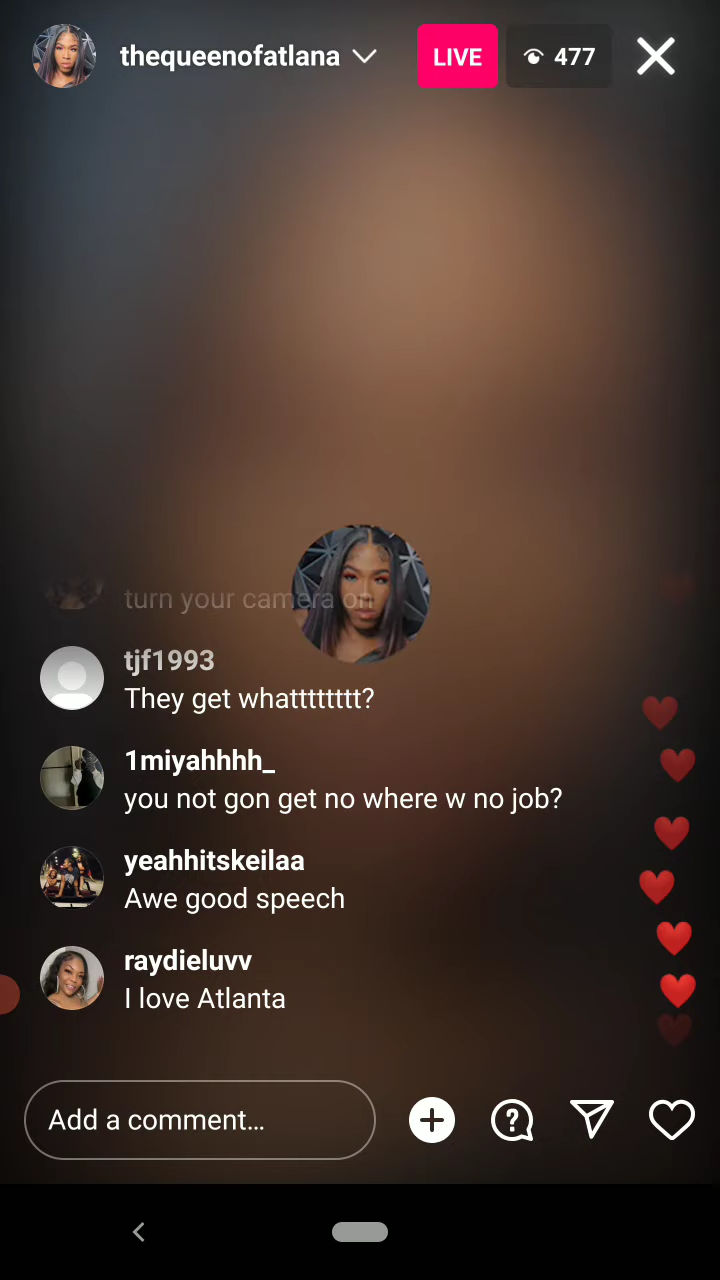 thequeenofatlana
LIVE
477
turn your camera on
tjf1993
They get whatttttttt?
1miyahhhh_
you not gon get no where w no job?
yeahhitskeilaa
Awe good speech
raydieluvv
I love Atlanta
Add a comment...